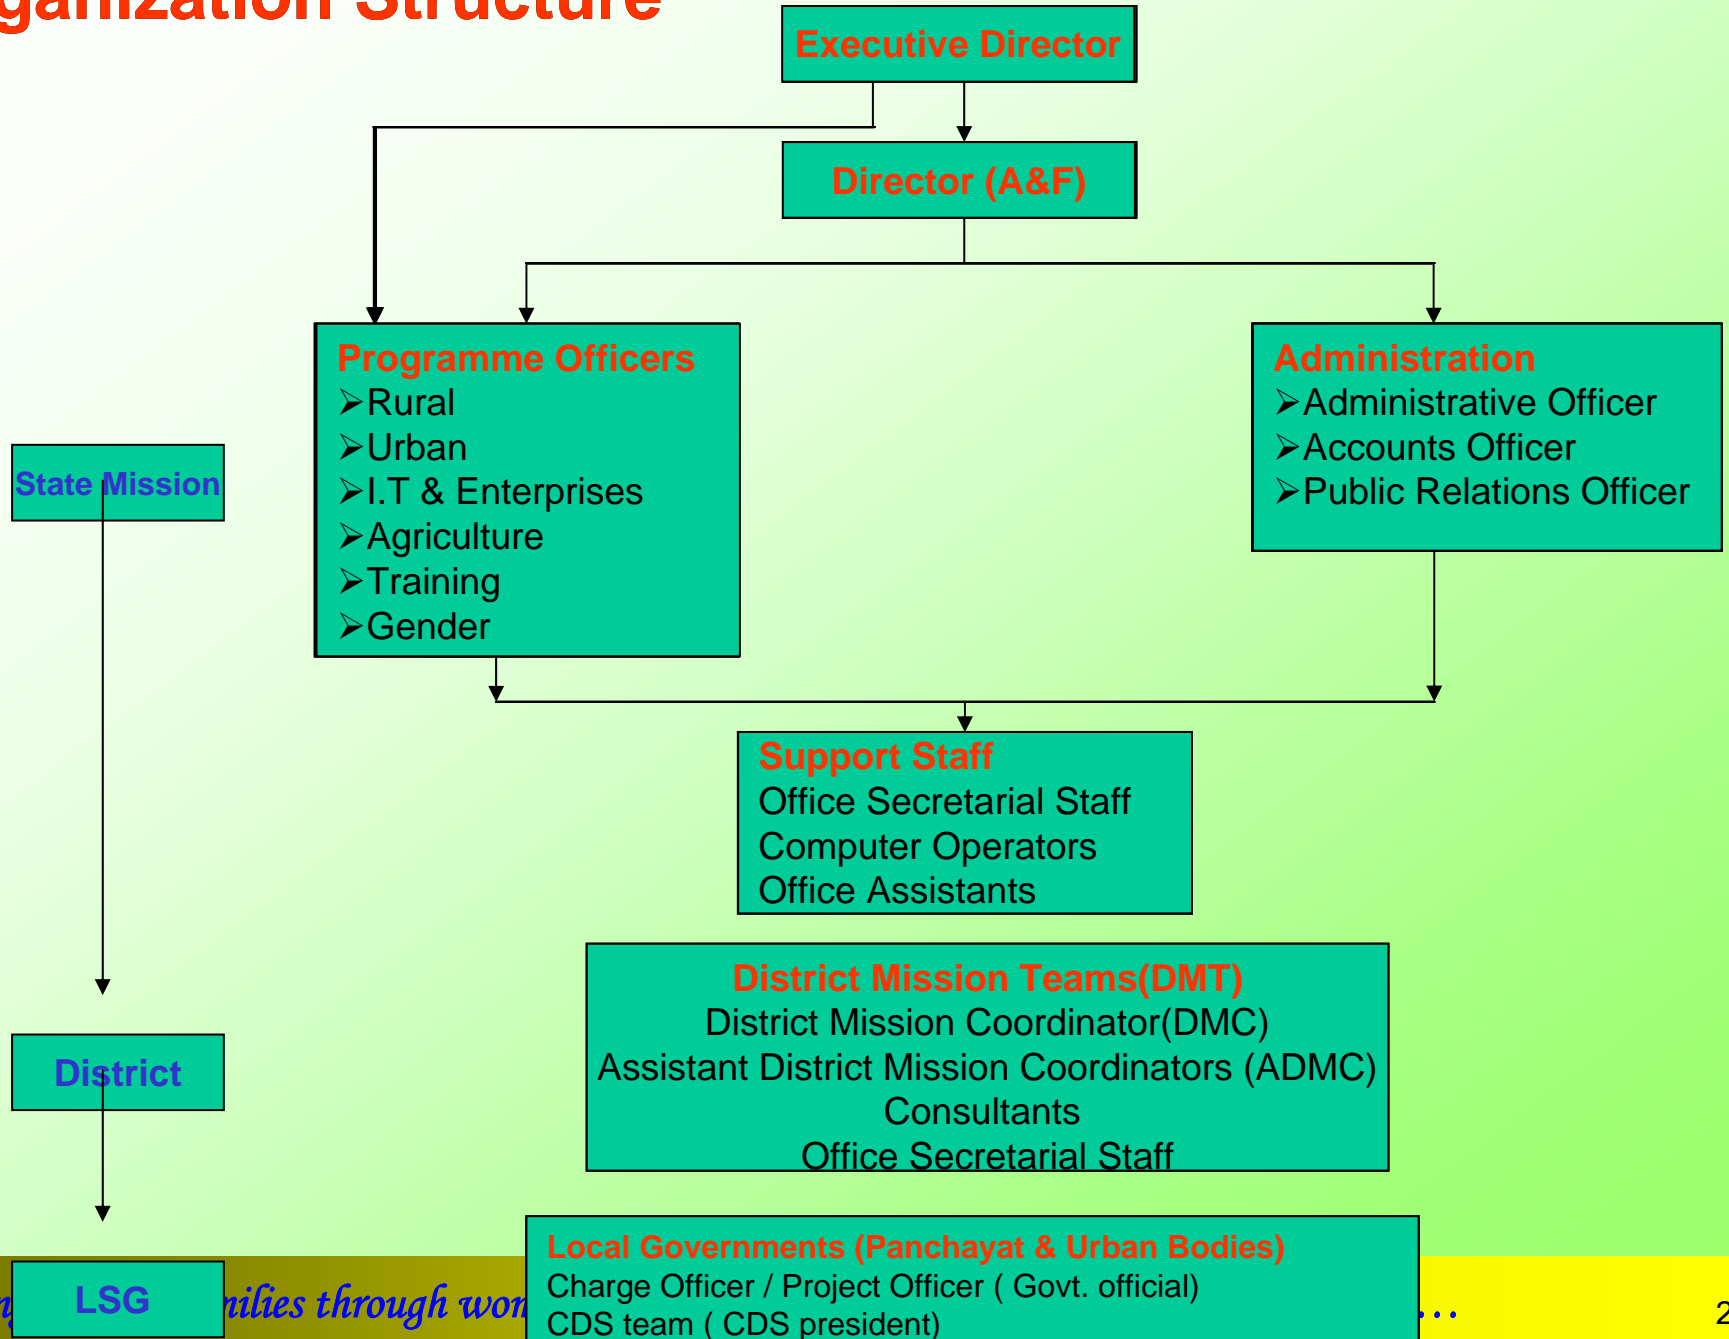 Structure
Executive Director
Director (A&F)
Programme Officers
➢Rural
➢Urban
➢I.T & Enterprises
➢Agriculture
➢Training
➢Gender
Administration
➢Administrative Officer
➢Accounts Officer
➢Public Relations Officer
State Mission
Support Staff
Office Secretarial Staff
Computer Operators
Office Assistants
District Mission Teams(DMT)
District Mission Coordinator(DMC)
Assistant District Mission Coordinators (ADMC)
Consultants
Office Secretarial Staff
District
Local Governments (Panchayat & Urban Bodies)
Charge Officer / Project Officer ( Govt. official)
CDS team ( CDS president)
LSG
through